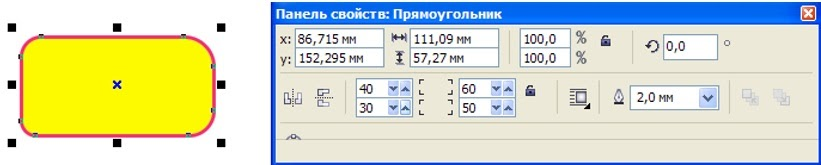 Панель свойств: Прямоугольник
x: 86,715 мм 111,09 мм 100,0 % 0,0 °
y: 152,295 мм 57,27 мм 100,0 %
40 60 2,0 мм
30 50